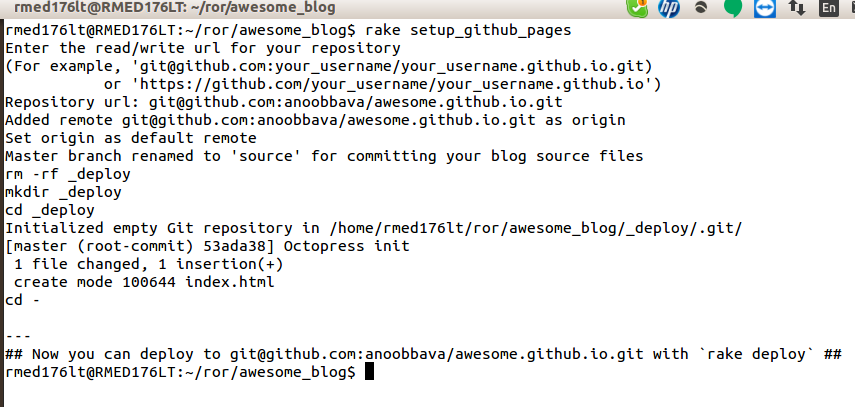 rmed176lt@RMED176LT: ~/ror/awesome_blog
En
rmed176lt@RMED176LT:~/ror/awesome_blog$ rake setup_github_pages
Enter the read/write url for your repository
(For example, 'git@github.com:your_username/your_username.github.io.git)
           or 'https://github.com/your_username/your_username.github.io')
Repository url: git@github.com:anoobbava/awesome.github.io.git
Added remote git@github.com:anoobbava/awesome.github.io.git as origin
Set origin as default remote
Master branch renamed to 'source' for committing your blog source files
rm -rf _deploy
mkdir _deploy
cd _deploy
Initialized empty Git repository in /home/rmed176lt/ror/awesome_blog/_deploy/.git/
[master (root-commit) 53ada38] Octopress init
 1 file changed, 1 insertion(+)
 create mode 100644 index.html
cd -
---
## Now you can deploy to git@github.com:anoobbava/awesome.github.io.git with `rake deploy` ##
rmed176lt@RMED176LT:~/ror/awesome_blog$